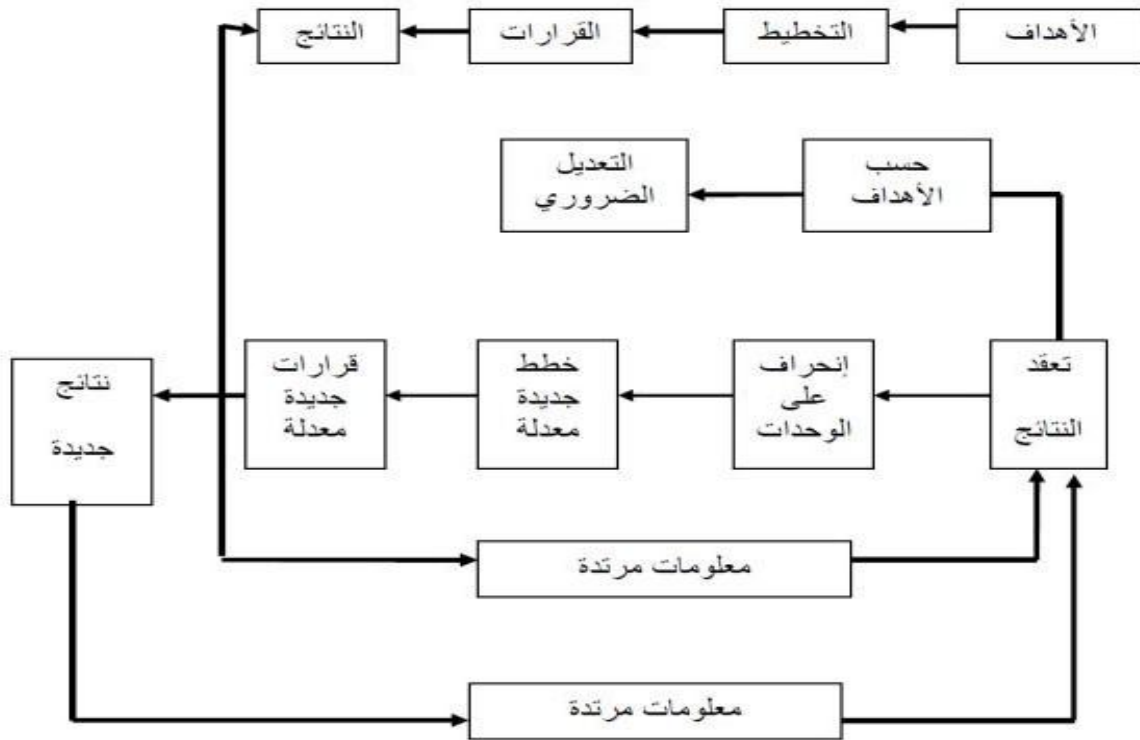 الأهداف
التخطيط
القرارات
النتائج
حسب
الأهداف
التعديل
الضروري
تعقد
النتائج
إنحراف
على
الوحدات
خطط
جديدة
معدلة
قرارات
جديدة
معدلة
نتائج
جديدة
معلومات مرتدة
معلومات مرتدة